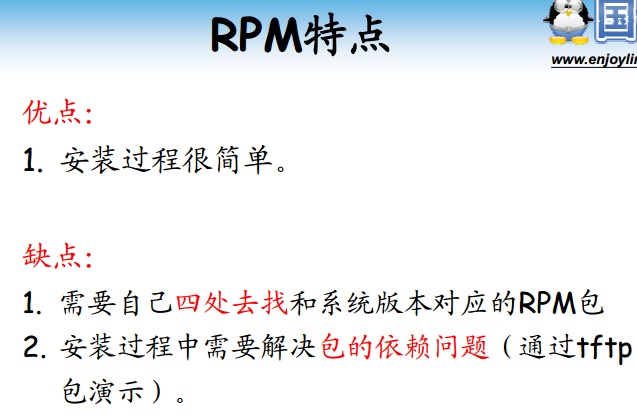 RPM特点
国
www.enjoylin
优点:
1. 安装过程很简单。
缺点:
1. 需要自己四处去找和系统版本对应的RPM包
2. 安装过程中需要解决包的依赖问题（通过tftp
包演示）。